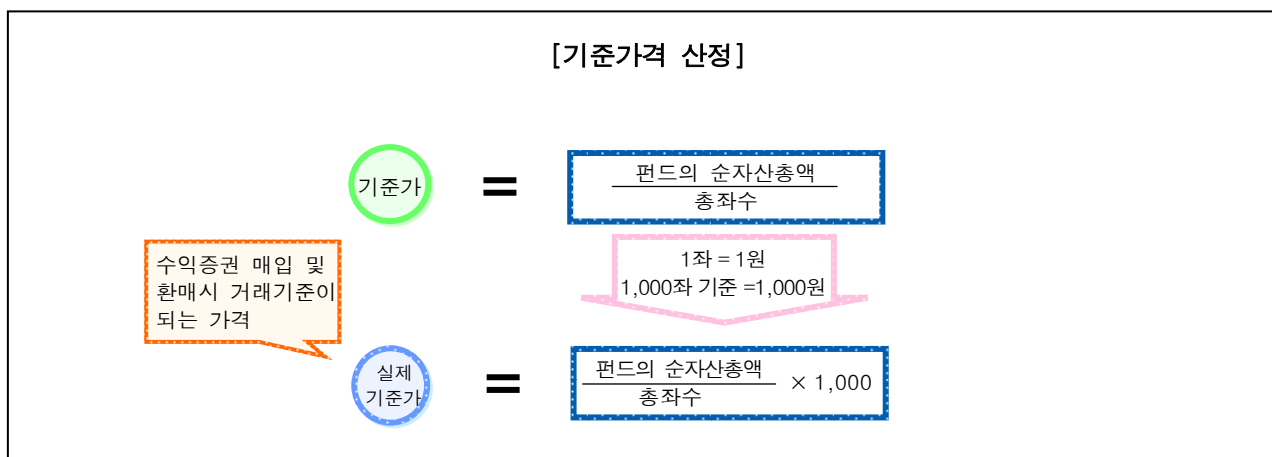 [기준가격 산정]
기준가
=
펀드의 순자산총액
총좌수
수익증권 매입 및
환매시 거래기준이
되는 가격
1좌 = 1원
1,000좌 기준 =1,000원
실제
기준가
=
펀드의 순자산총액
총좌수
× 1,000